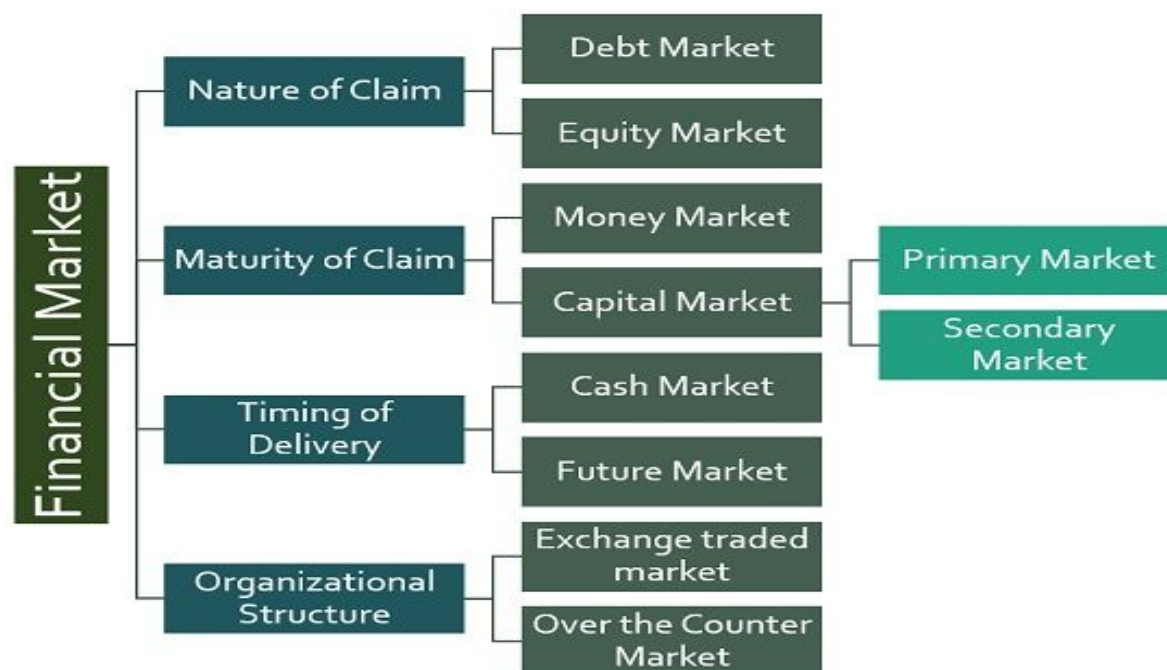 Financial Market
Nature of Claim
Debt Market
Equity Market
Maturity of Claim
Money Market
Capital Market
Primary Market
Secondary
Market
Timing of
Delivery
Cash Market
Future Market
Organizational
Structure
Exchange traded
market
Over the Counter
Market